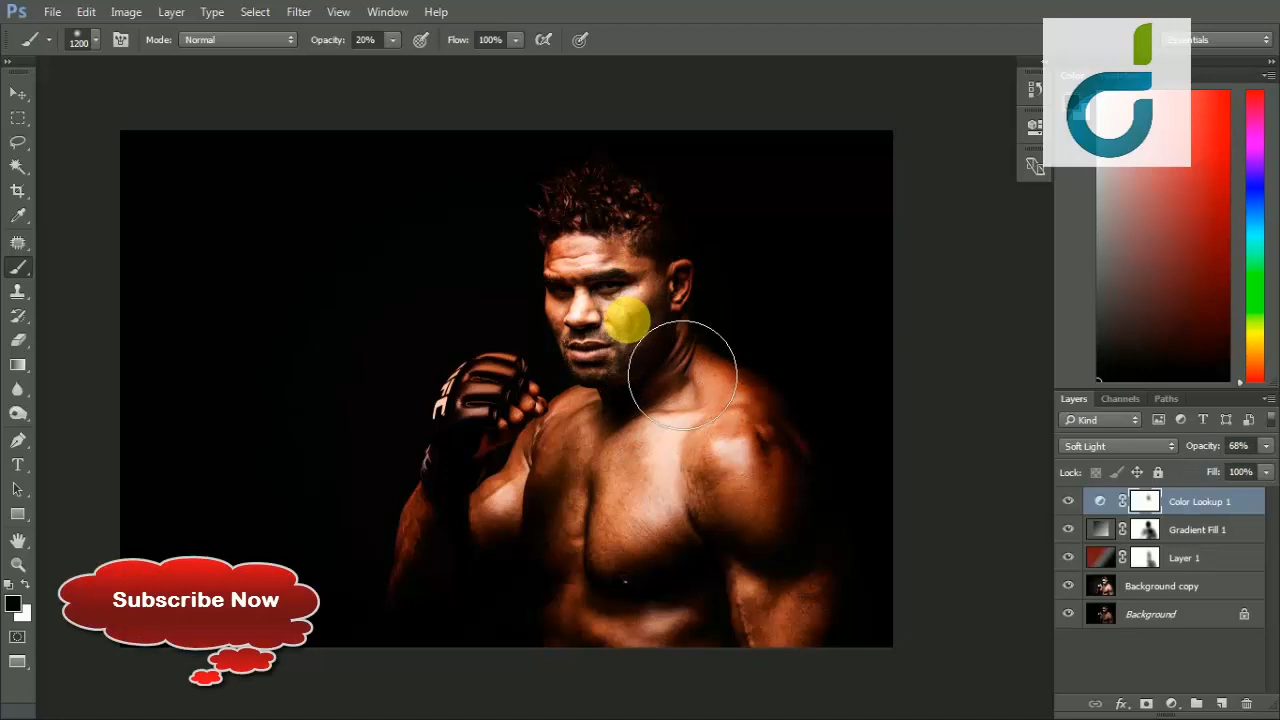 Ps File Edit Image Layer Type Select Filter View Window Help
1200 Mode: Normal Opacity: 20% Flow: 100% Essentials
Color
Layers Channels Paths
Kind
Soft Light Opacity: 68%
Lock: Fill: 100%
Color Lookup 1
Gradient Fill 1
Layer 1
Background copy
Background
Subscribe Now